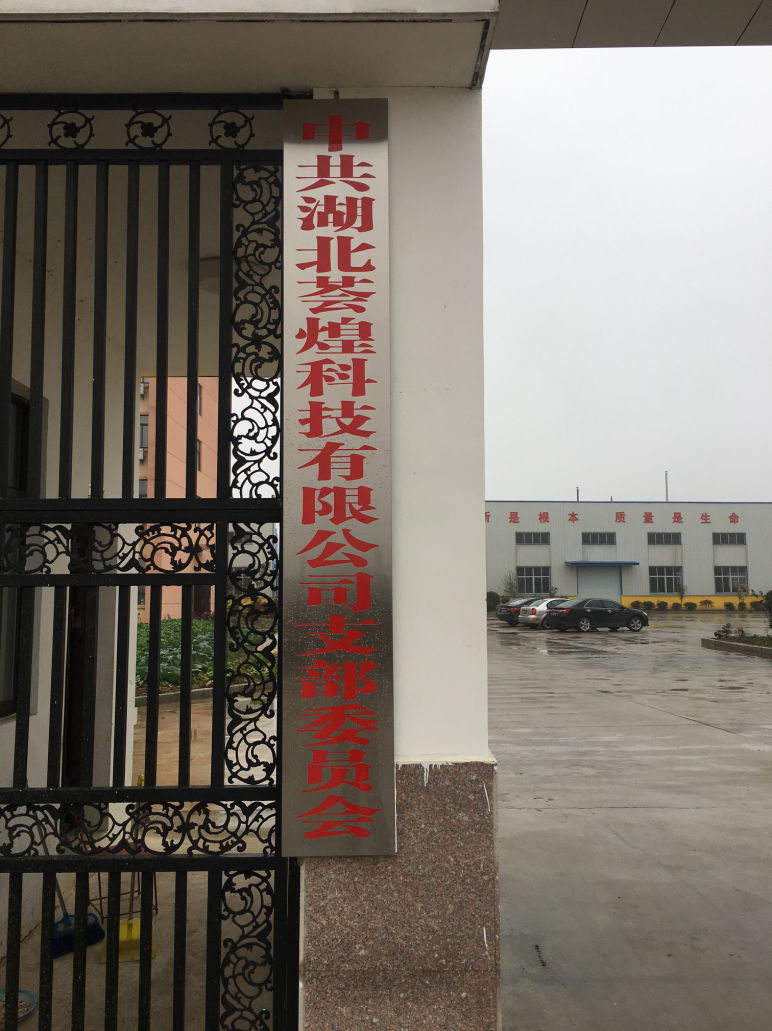 中共湖北荟煌科技有限公司支部委员会
新是根本 质量是生命